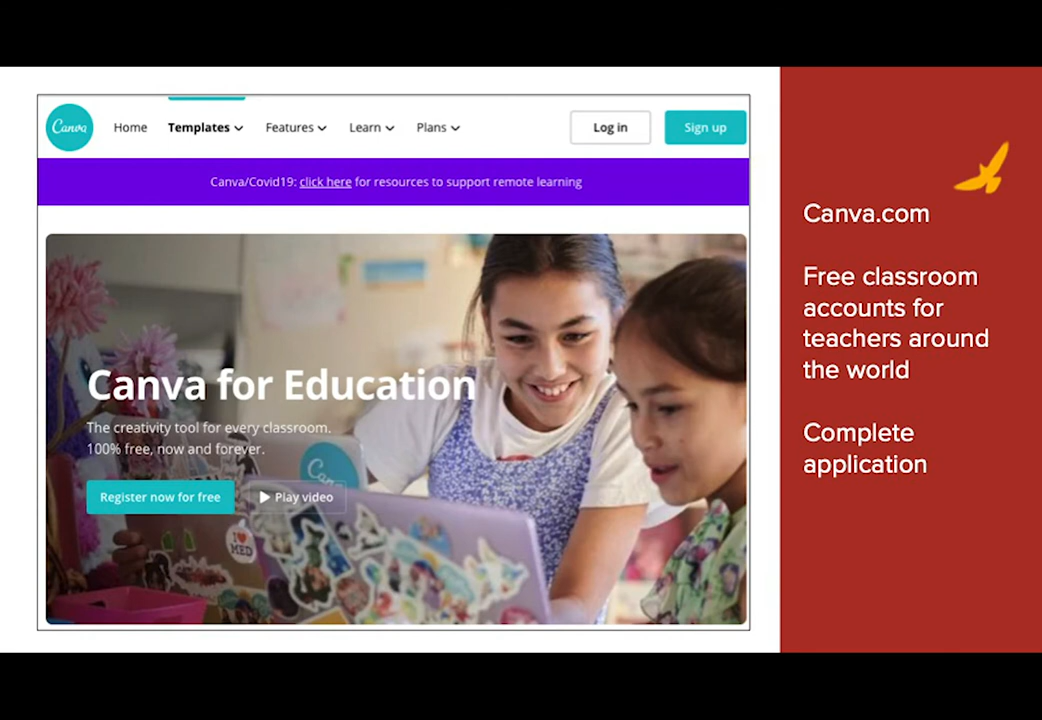 Canva
Home Templates Features Learn Plans Log in Sign up
Canva/Covid19: click here for resources to support remote learning
Canva for Education
The creativity tool for every classroom.
100% free, now and forever.
Register now for free Play video
Canva
I ♥
MED
Canva.com
Free classroom
accounts for
teachers around
the world
Complete
application